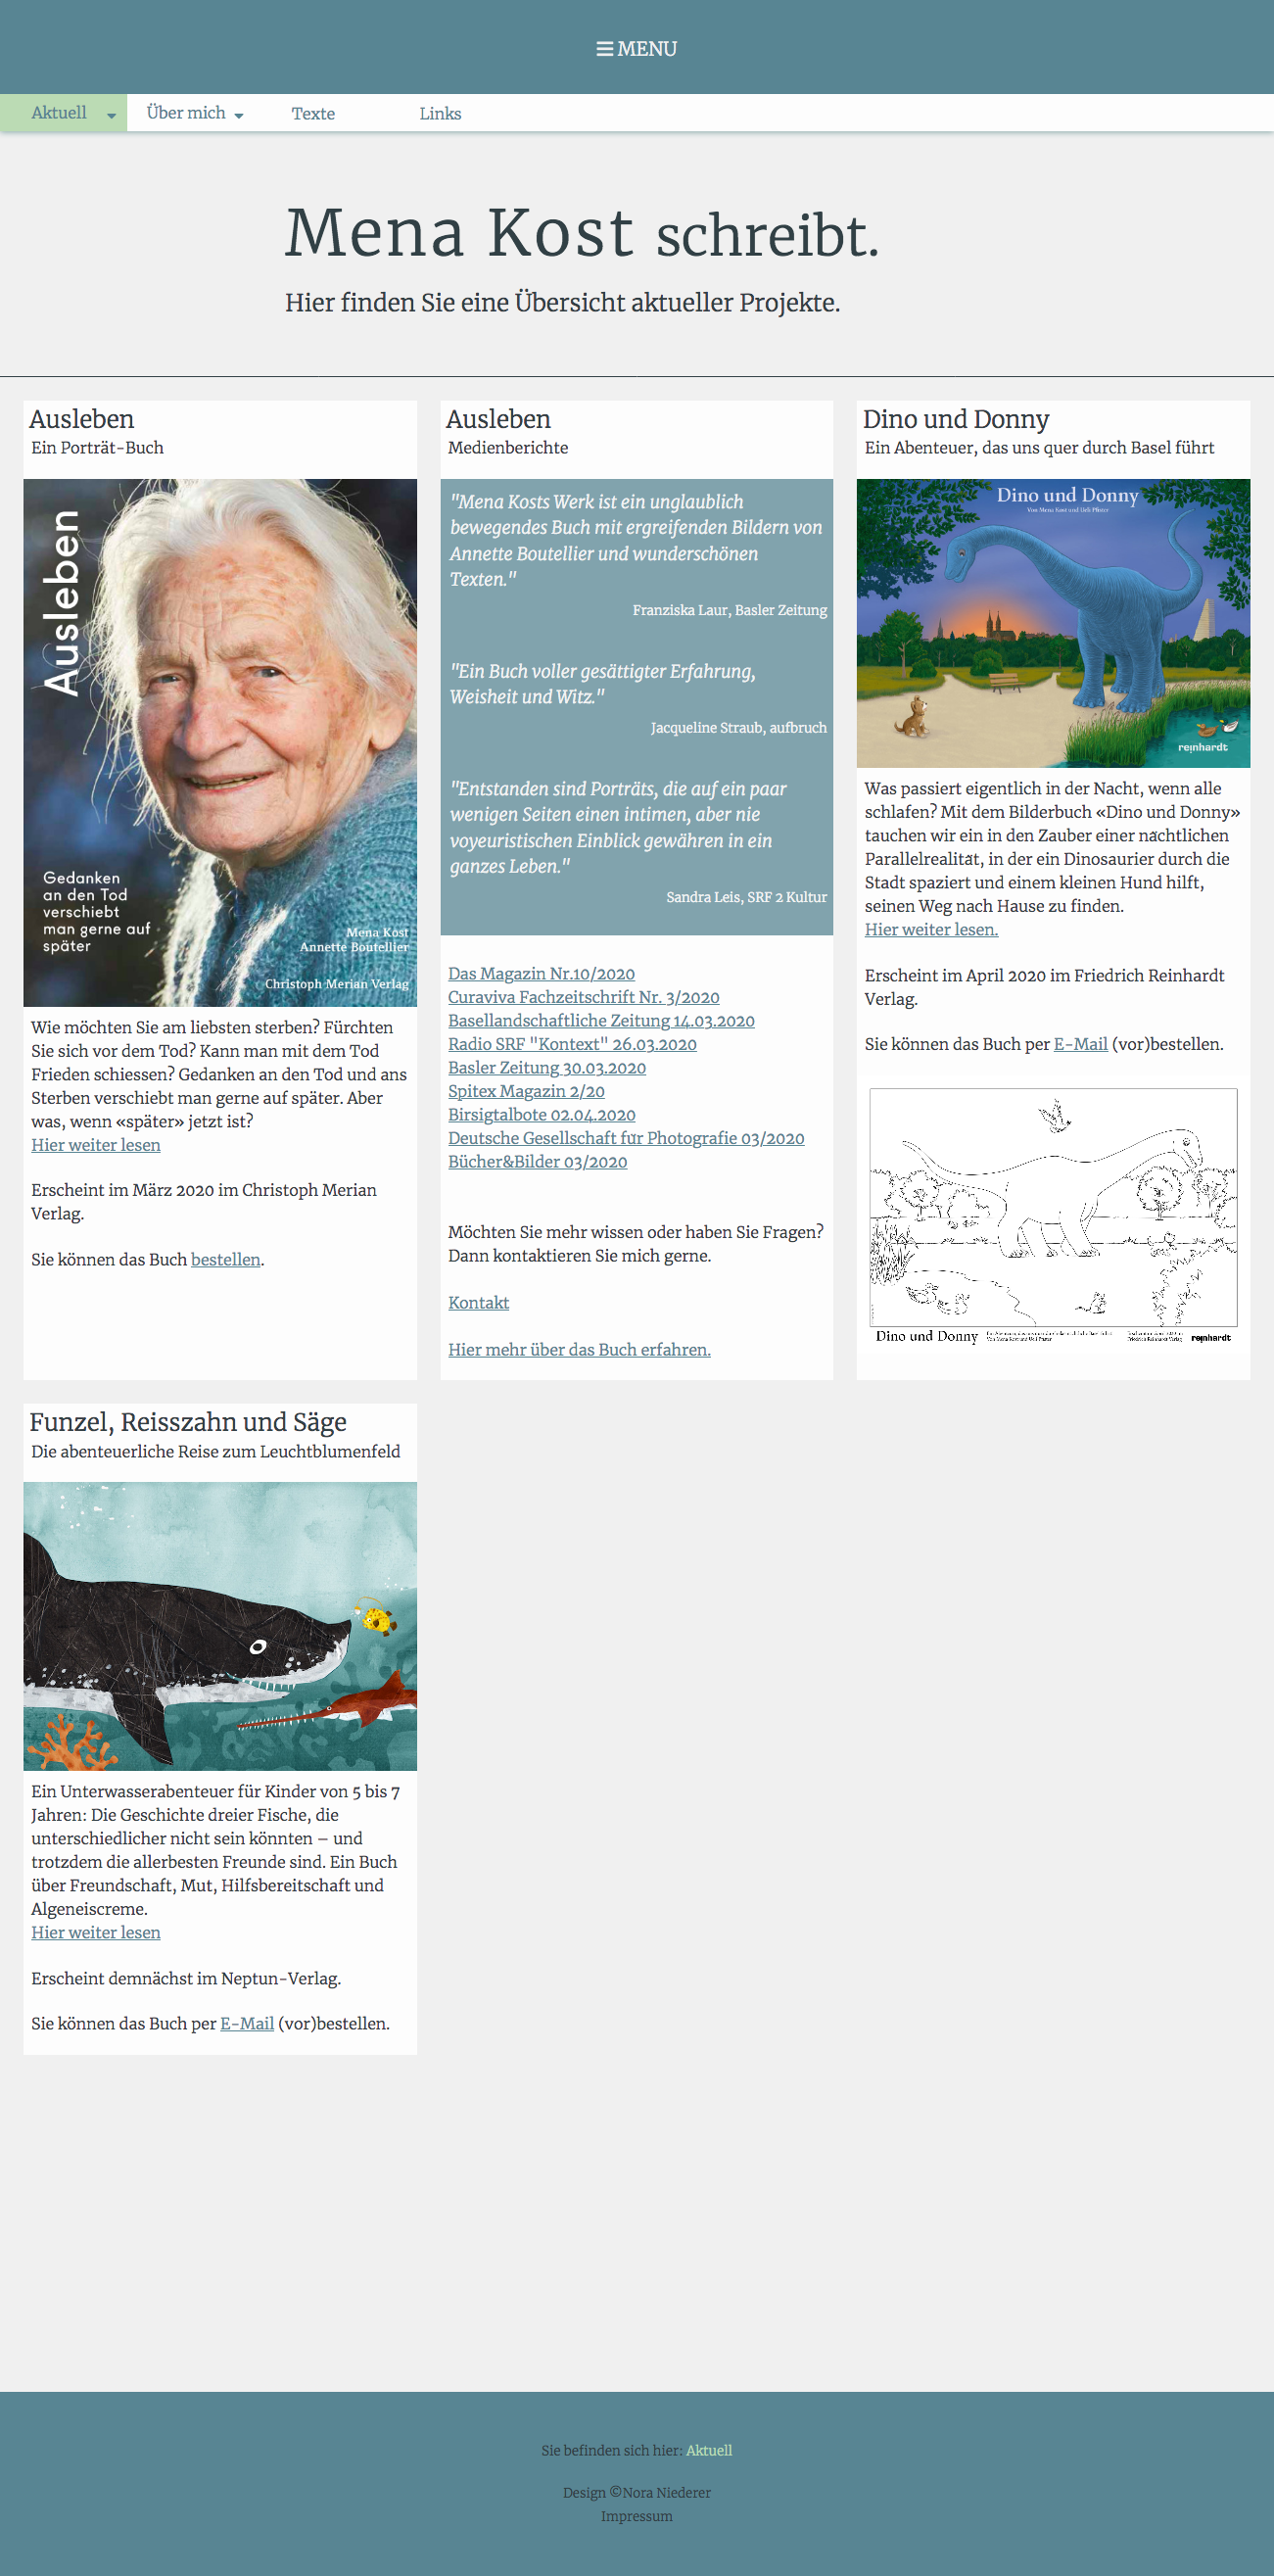 MENU
Aktuell
Über mich
Texte
Links
Mena Kost schreibt.
Hier finden Sie eine Übersicht aktueller Projekte.
Ausleben
Ein Porträt-Buch
Ausleben
Gedanken
an den Tod
verschiebt
man gerne auf
später
Mena Kost
Annette Boutellier
Christoph Merian Verlag
Wie möchten Sie am liebsten sterben? Fürchten
Sie sich vor dem Tod? Kann man mit dem Tod
Frieden schiessen? Gedanken an den Tod und ans
Sterben verschiebt man gerne auf später. Aber
was, wenn «später» jetzt ist?
Hier weiter lesen
Erscheint im März 2020 im Christoph Merian
Verlag.
Sie können das Buch bestellen.
Ausleben
Medienberichte
"Mena Kosts Werk ist ein unglaublich
bewegendes Buch mit ergreifenden Bildern von
Annette Boutellier und wunderschönen
Texten."
Franziska Laur, Basler Zeitung
"Ein Buch voller gesättigter Erfahrung,
Weisheit und Witz."
Jacqueline Straub, aufbruch
"Entstanden sind Porträts, die auf ein paar
wenigen Seiten einen intimen, aber nie
voyeuristischen Einblick gewähren in ein
ganzes Leben."
Sandra Leis, SRF 2 Kultur
Das Magazin Nr.10/2020
Curaviva Fachzeitschrift Nr. 3/2020
Basellandschaftliche Zeitung 14.03.2020
Radio SRF "Kontext" 26.03.2020
Basler Zeitung 30.03.2020
Spitex Magazin 2/20
Birsigtalbote 02.04.2020
Deutsche Gesellschaft für Photografie 03/2020
Bücher&Bilder 03/2020
Möchten Sie mehr wissen oder haben Sie Fragen?
Dann kontaktieren Sie mich gerne.
Kontakt
Hier mehr über das Buch erfahren.
Dino und Donny
Ein Abenteuer, das uns quer durch Basel führt
Dino und Donny
Von Mena Kost und Ueli Pfister
reinhardt
Was passiert eigentlich in der Nacht, wenn alle
schlafen? Mit dem Bilderbuch «Dino und Donny»
tauchen wir ein in den Zauber einer nächtlichen
Parallelrealität, in der ein Dinosaurier durch die
Stadt spaziert und einem kleinen Hund hilft,
seinen Weg nach Hause zu finden.
Hier weiter lesen.
Erscheint im April 2020 im Friedrich Reinhardt
Verlag.
Sie können das Buch per E-Mail (vor)bestellen.
Dino und Donny
reinhardt
Funzel, Reisszahn und Säge
Die abenteuerliche Reise zum Leuchtblumenfeld
Ein Unterwasserabenteuer für Kinder von 5 bis 7
Jahren: Die Geschichte dreier Fische, die
unterschiedlicher nicht sein könnten – und
trotzdem die allerbesten Freunde sind. Ein Buch
über Freundschaft, Mut, Hilfsbereitschaft und
Algeneiscreme.
Hier weiter lesen
Erscheint demnächst im Neptun-Verlag.
Sie können das Buch per E-Mail (vor)bestellen.
Sie befinden sich hier: Aktuell
Design ©Nora Niederer
Impressum